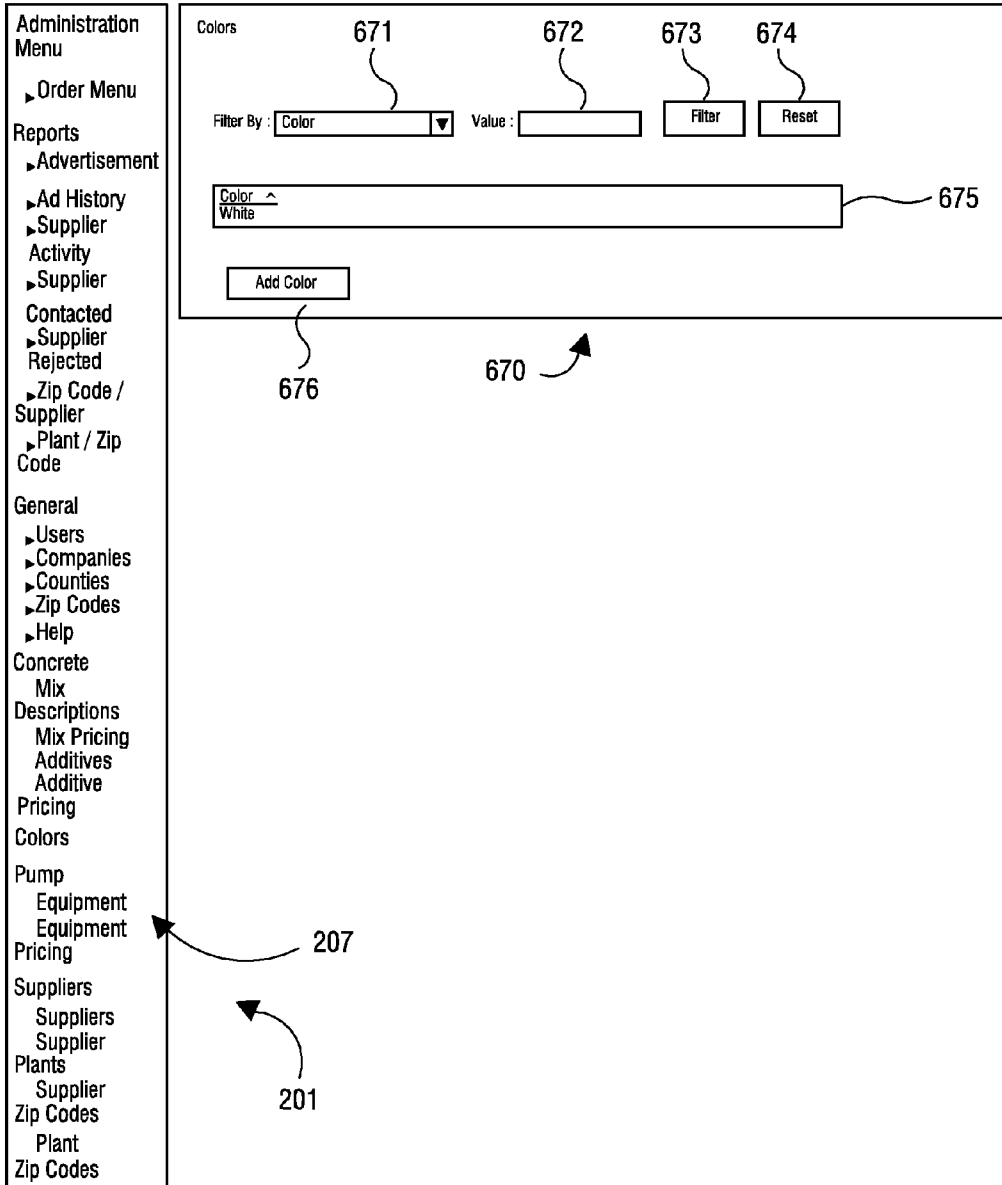 Administration
Menu
Order Menu
Reports
Advertisement
Ad History
Supplier
Activity
Supplier
Contacted
Supplier
Rejected
Zip Code /
Supplier
Plant / Zip
Code
General
Users
Companies
Counties
Zip Codes
Help
Concrete
Mix
Descriptions
Mix Pricing
Additives
Additive
Pricing
Colors
Pump
Equipment
Equipment
Pricing
Suppliers
Suppliers
Supplier
Plants
Supplier
Zip Codes
Plant
Zip Codes
Colors
671
672
673
674
Filter By : Color
Value :
Filter
Reset
Color ^
White
675
Add Color
676
670
207
201